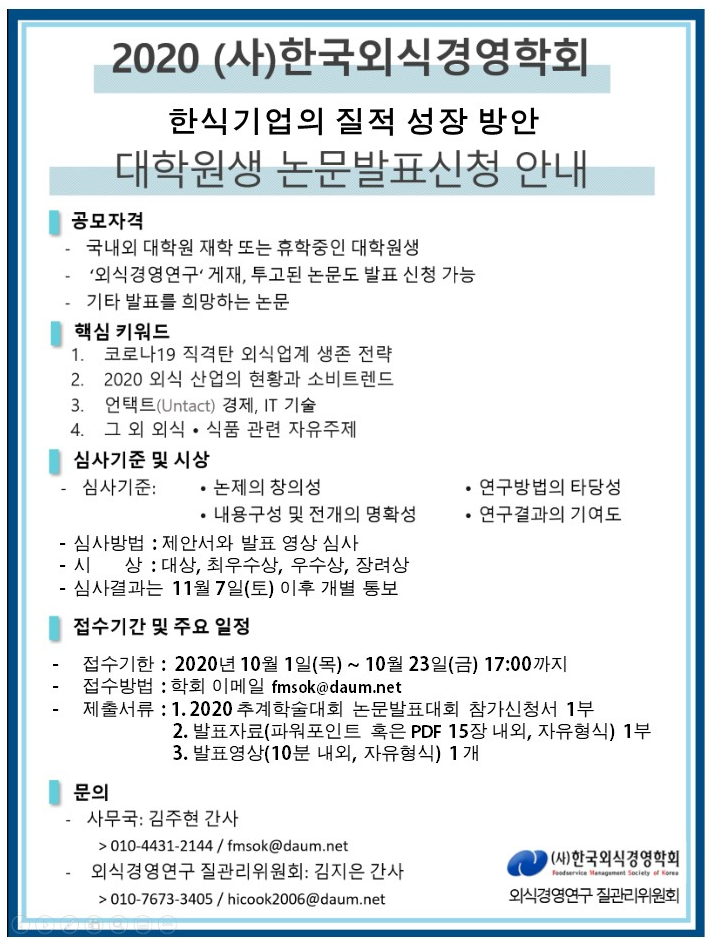 2020 (사)한국외식경영학회
한식기업의 질적 성장 방안
대학원생 논문발표신청 안내
공모자격
- 국내외 대학원 재학 또는 휴학중인 대학원생
- ‘외식경영연구‘ 게재, 투고된 논문도 발표 신청 가능
- 기타 발표를 희망하는 논문
핵심 키워드
1. 코로나19 직격탄 외식업계 생존 전략
2. 2020 외식 산업의 현황과 소비트렌드
3. 언택트(Untact) 경제, IT 기술
4. 그 외 외식 • 식품 관련 자유주제
심사기준 및 시상
- 심사기준: • 논제의 창의성 • 연구방법의 타당성
• 내용구성 및 전개의 명확성 • 연구결과의 기여도
- 심사방법 : 제안서와 발표 영상 심사
- 시 상 : 대상, 최우수상, 우수상, 장려상
- 심사결과는 11월 7일(토) 이후 개별 통보
접수기간 및 주요 일정
- 접수기한 : 2020년 10월 1일(목) ~ 10월 23일(금) 17:00까지
- 접수방법 : 학회 이메일 fmsok@daum.net
- 제출서류 : 1. 2020 추계학술대회 논문발표대회 참가신청서 1부
2. 발표자료(파워포인트 혹은 PDF 15장 내외, 자유형식) 1부
3. 발표영상(10분 내외, 자유형식) 1개
문의
- 사무국: 김주현 간사
> 010-4431-2144 / fmsok@daum.net
- 외식경영연구 질관리위원회: 김지은 간사
> 010-7673-3405 / hicook2006@daum.net
(사)한국외식경영학회
Foodservice Management Society of Korea
외식경영연구 질관리위원회